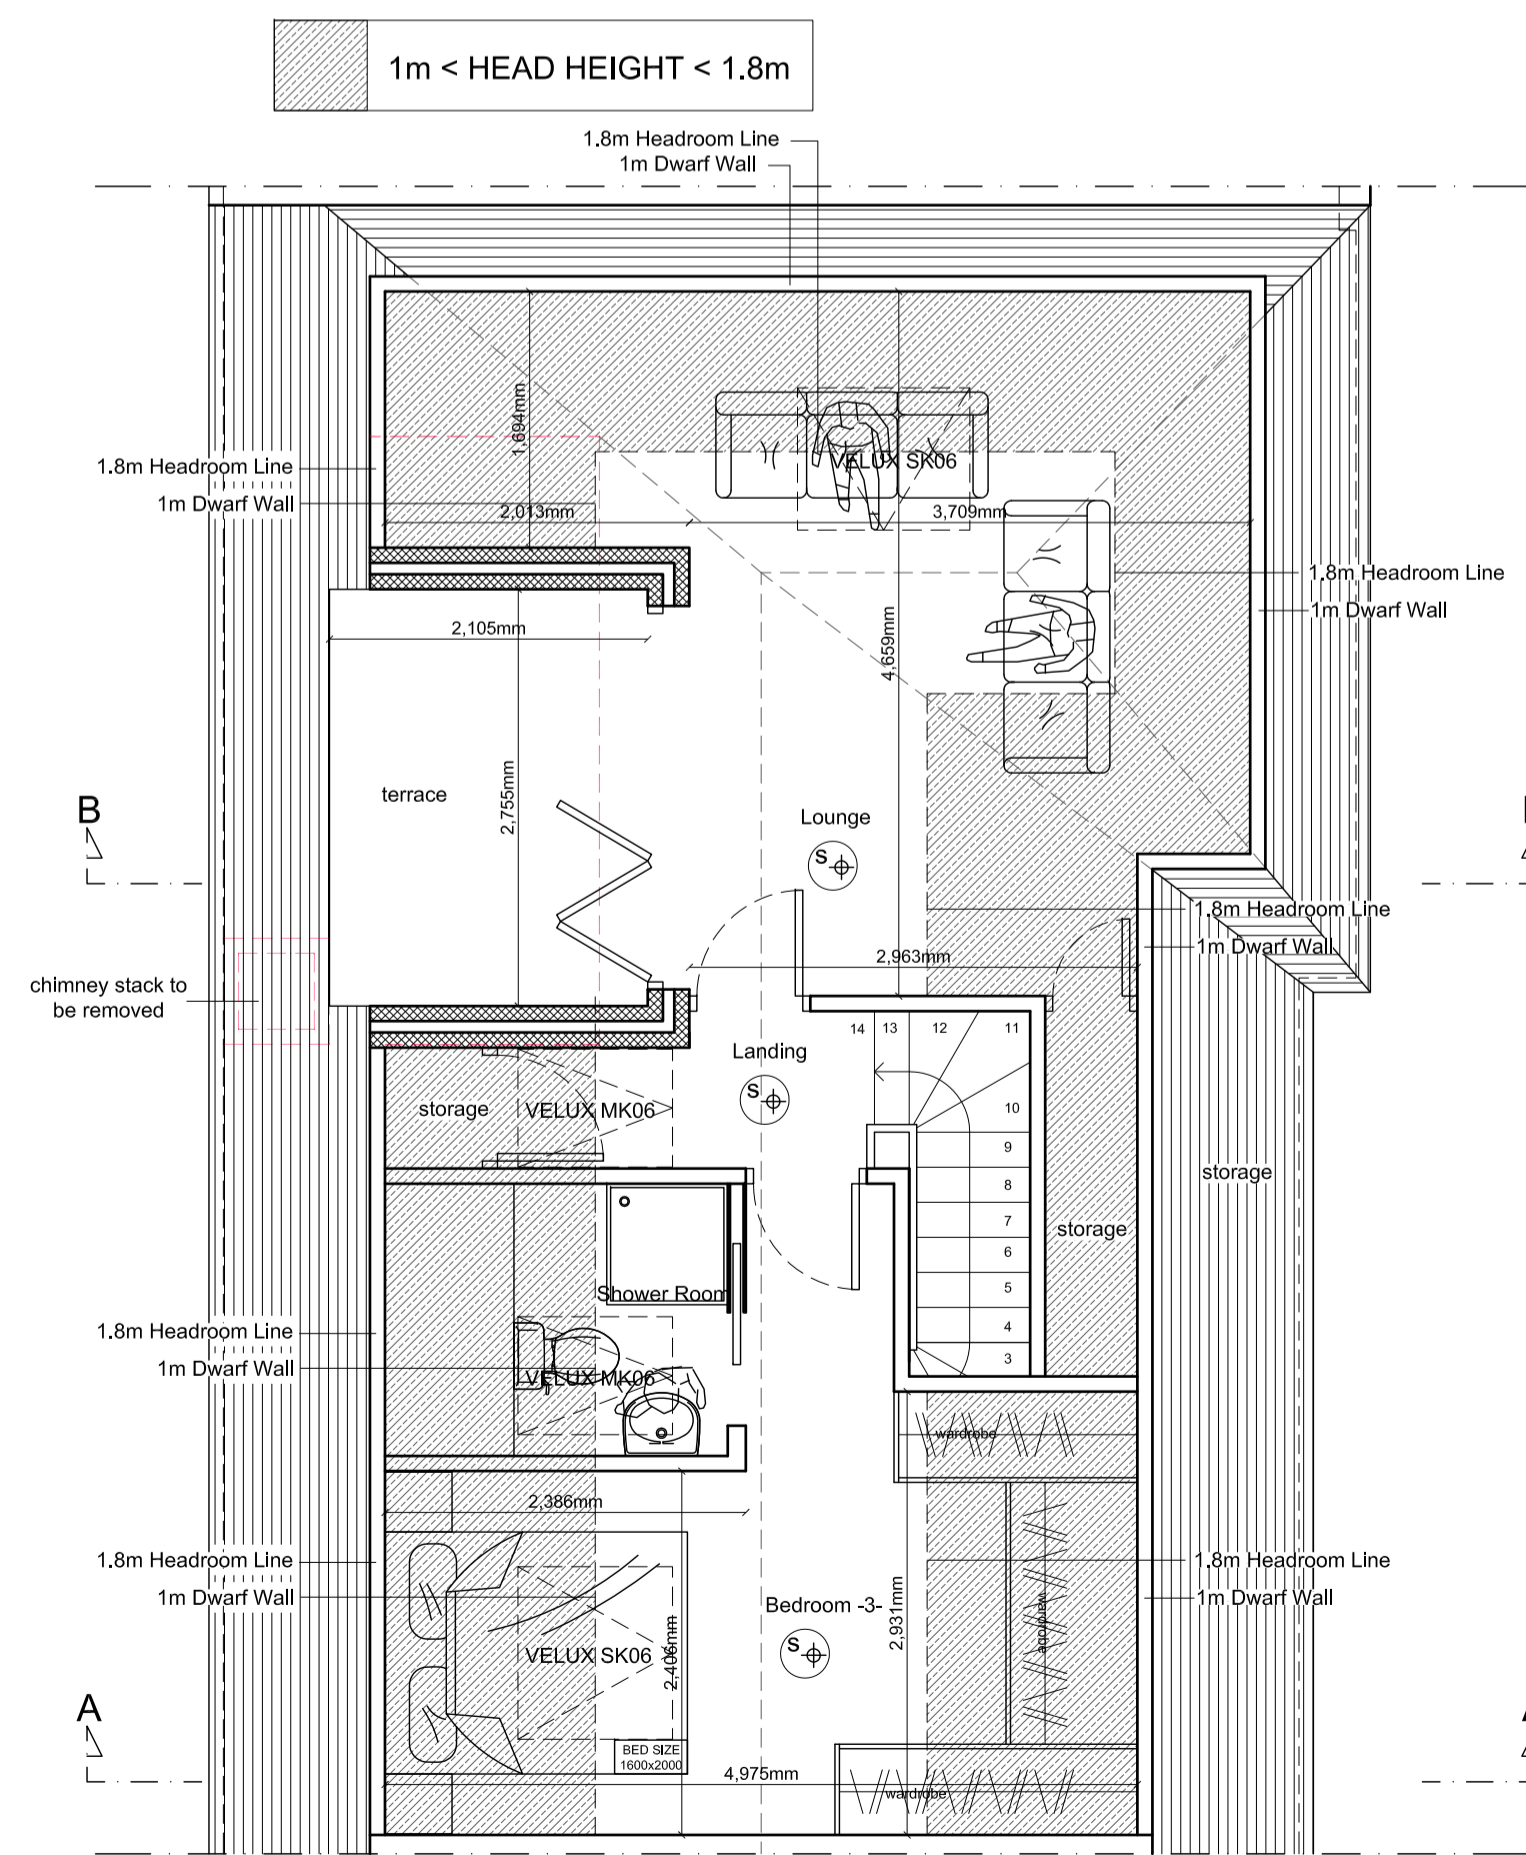 1m < HEAD HEIGHT < 1.8m
1.8m Headroom Line
1m Dwarf Wall
1,694mm
VELUX SK06
1.8m Headroom Line
1m Dwarf Wall
2,013mm
3,709mm
1.8m Headroom Line
1m Dwarf Wall
2,105mm
4,659mm
terrace
2,755mm
Lounge
S
B
1.8m Headroom Line
1m Dwarf Wall
2,963mm
chimney stack to
be removed
14
13
12
11
10
9
8
7
6
5
4
3
Landing
S
storage
VELUX MK06
storage
storage
Shower Room
1.8m Headroom Line
1m Dwarf Wall
VELUX MK06
wardrobe
2,386mm
1.8m Headroom Line
1m Dwarf Wall
1.8m Headroom Line
1m Dwarf Wall
Bedroom -3-
S
2,931mm
wardrobe
VELUX SK06
2,406mm
A
BED SIZE
1600x2000
4,975mm
wardrobe